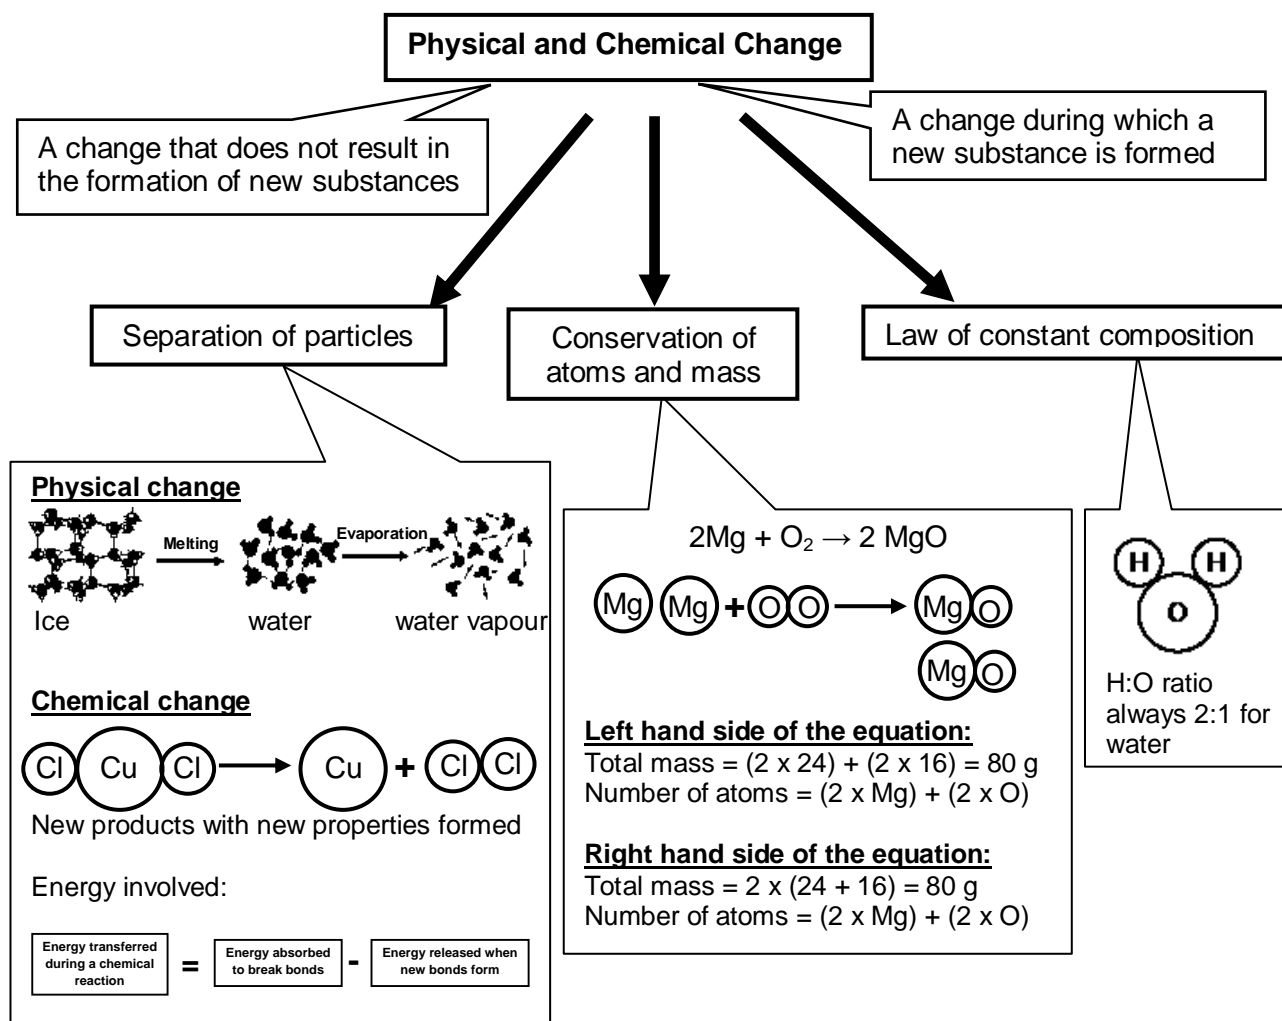 Physical and Chemical Change
A change that does not result in
the formation of new substances
A change during which a
new substance is formed
Separation of particles
Conservation of
atoms and mass
Law of constant composition
Physical change
Melting
Evaporation
Ice
water
water vapour
Chemical change
Cl Cu Cl
Cu + Cl Cl
New products with new properties formed
Energy involved:
Energy transferred
during a chemical
reaction
=
Energy absorbed
to break bonds
-
Energy released when
new bonds form
2Mg + O₂ → 2 MgO
Mg Mg + O O
Mg O
Mg O
Left hand side of the equation:
Total mass = (2 x 24) + (2 x 16) = 80 g
Number of atoms = (2 x Mg) + (2 x O)
Right hand side of the equation:
Total mass = 2 x (24 + 16) = 80 g
Number of atoms = (2 x Mg) + (2 x O)
H H
O
H:O ratio
always 2:1 for
water